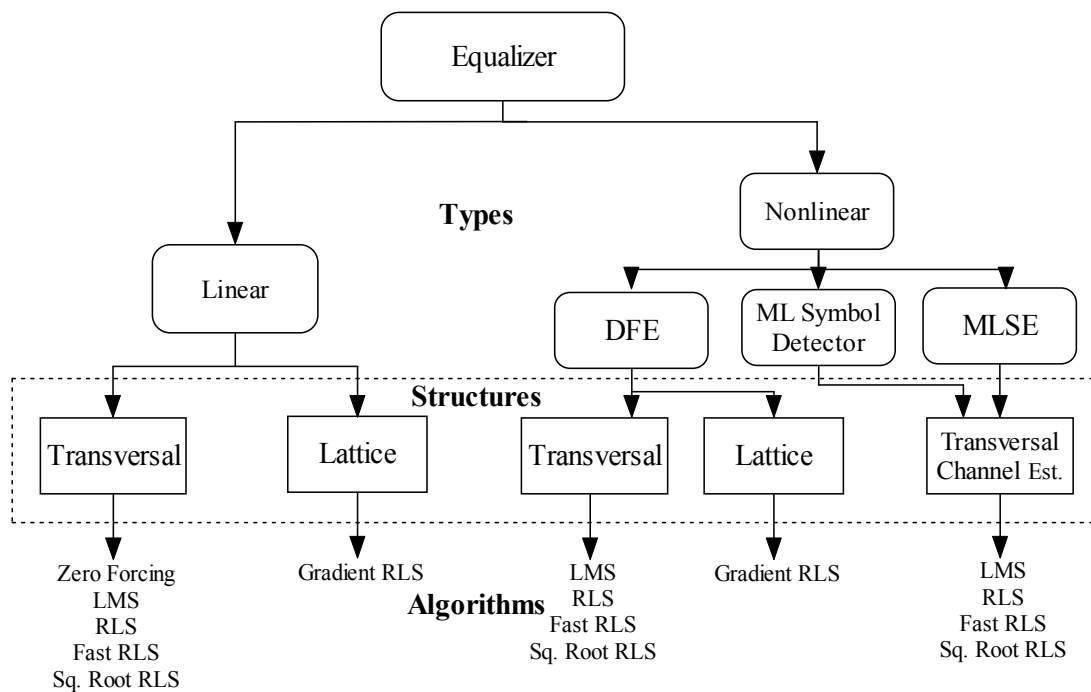 Equalizer
Types
Nonlinear
Linear
DFE
ML Symbol
Detector
MLSE
Structures
Transversal
Lattice
Transversal
Lattice
Transversal
Channel Est.
Algorithms
Zero Forcing
LMS
RLS
Fast RLS
Sq. Root RLS
Gradient RLS
LMS
RLS
Fast RLS
Sq. Root RLS
Gradient RLS
LMS
RLS
Fast RLS
Sq. Root RLS